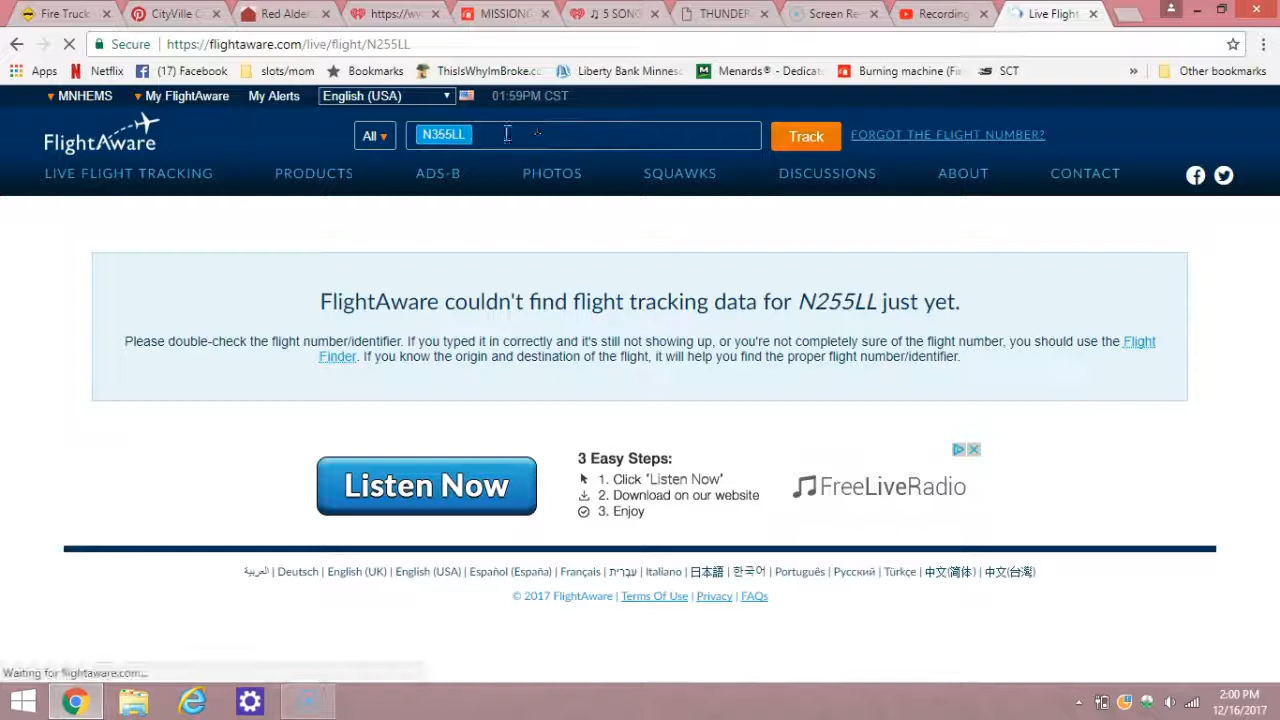 Fire Truck
CityVille C
Red Alder
https://ww
MISSION
♫ 5 SONG
THUNDER
Screen Re
Recording
Live Flight
Secure
https://flightaware.com/live/flight/N255LL
Apps
Netflix
(17) Facebook
slots/mom
Bookmarks
ThisIsWhyImBroke.co
Liberty Bank Minnes
Menards® - Dedicate
Burning machine (Fi
SCT
»
Other bookmarks
MNHEMS
My FlightAware
My Alerts
English (USA)
01:59PM CST
FlightAware
All
N355LL
Track
FORGOT THE FLIGHT NUMBER?
LIVE FLIGHT TRACKING
PRODUCTS
ADS-B
PHOTOS
SQUAWKS
DISCUSSIONS
ABOUT
CONTACT
FlightAware couldn't find flight tracking data for N255LL just yet.
Please double-check the flight number/identifier. If you typed it in correctly and it's still not showing up, or you're not completely sure of the flight number, you should use the Flight
Finder. If you know the origin and destination of the flight, it will help you find the proper flight number/identifier.
Listen Now
3 Easy Steps:
1. Click "Listen Now"
2. Download on our website
3. Enjoy
FreeLiveRadio
العربية | Deutsch | English (UK) | English (USA) | Español (España) | Français | עברית | Italiano | 日本語 | 한국어 | Português | Русский | Türkçe | 中文(简体) | 中文(台灣)
© 2017 FlightAware | Terms Of Use | Privacy | FAQs
Waiting for flightaware.com...
2:00 PM
12/16/2017